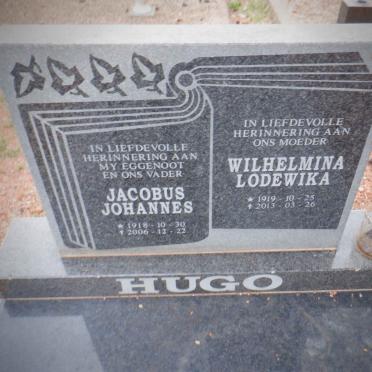 IN LIEFDEVOLLE
HERINNERING AAN
MY EGGENOOT
EN ONS VADER
JACOBUS
JOHANNES
★ 1918 - 10 - 30
✝ 2006 - 12 - 22
IN LIEFDEVOLLE
HERINNERING AAN
ONS MOEDER
WILHELMINA
LODEWIKA
★ 1919 - 10 - 25
✝ 2013 - 03 - 26
HUGO